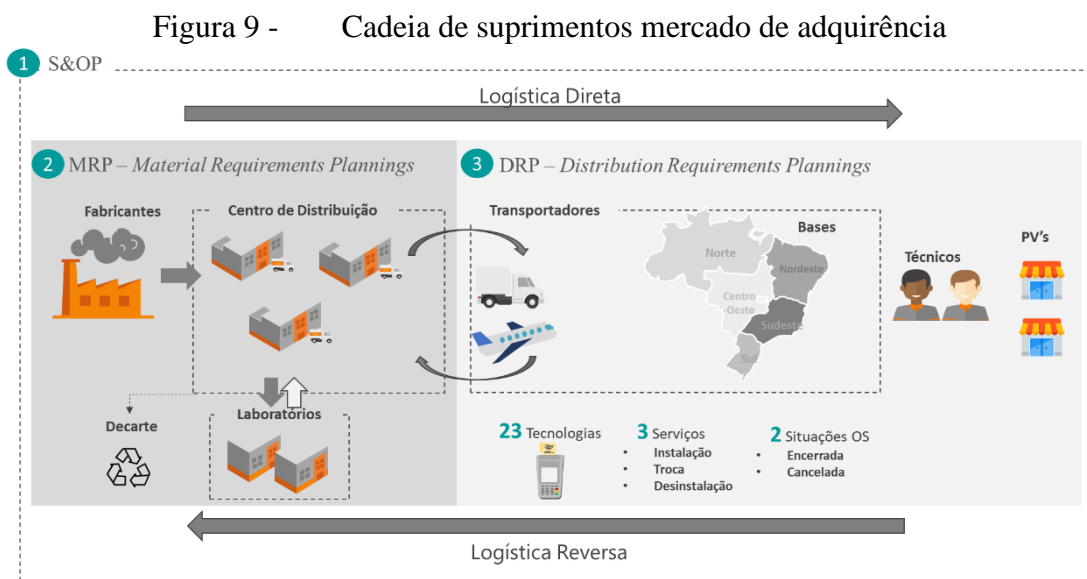 Figura 9 - Cadeia de suprimentos mercado de adquirência
1 S&OP
Logística Direta
2 MRP – Material Requirements Plannings
3 DRP – Distribution Requirements Plannings
Fabricantes
Centro de Distribuição
Transportadores
Bases
Norte
Nordeste
Centro
-Oeste
Sudeste
Sul
Técnicos
PV's
Decarte
Laboratórios
23 Tecnologias
3 Serviços
• Instalação
• Troca
• Desinstalação
2 Situações OS
• Encerrada
• Cancelada
Logística Reversa